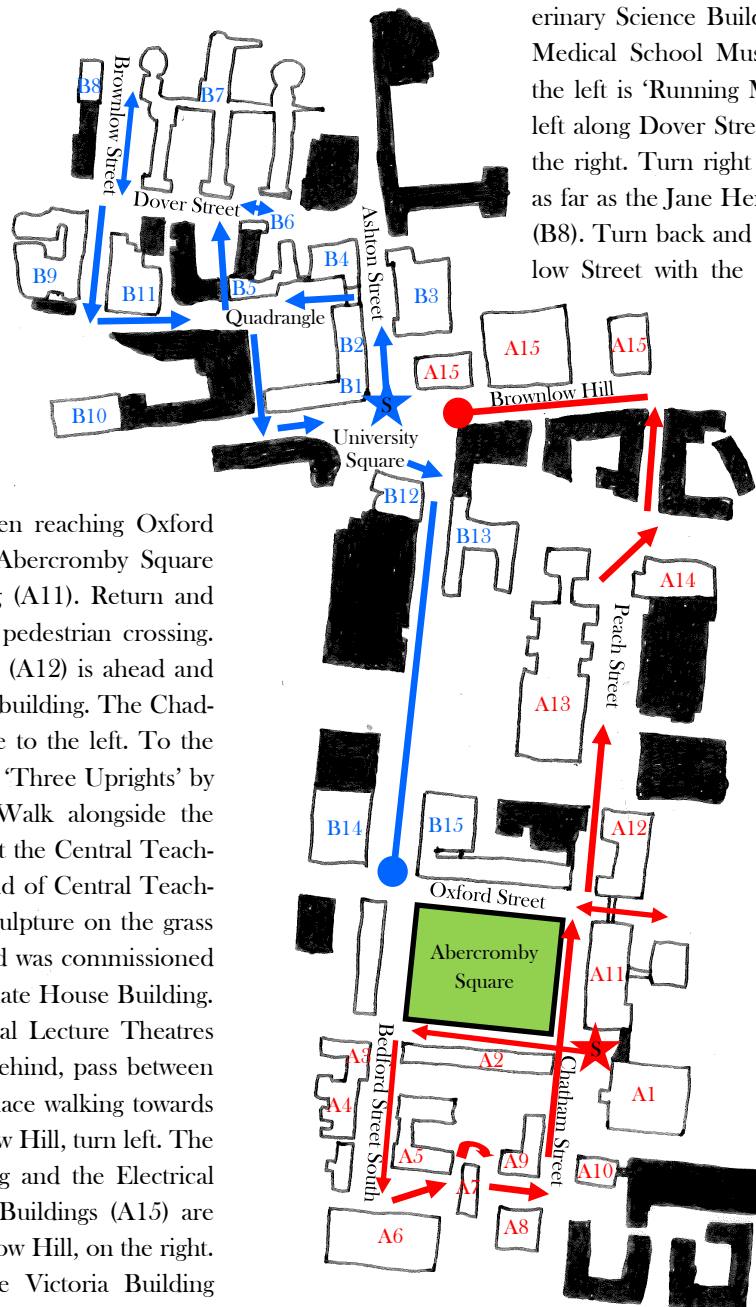 erinary Science Build
Medical School Mus
the left is ‘Running M
left along Dover Stre
the right. Turn right
as far as the Jane Her
(B8). Turn back and
low Street with the
B8
Brownlow Street
B7
Dover Street
B6
Ashton Street
B9
B11
B5
B4
B3
Quadrangle
B2
B1
A15
A15
A15
Brownlow Hill
B10
S
University
Square
B12
B13
A14
Peach Street
A13
en reaching Oxford
Abercromby Square
g (A11). Return and
pedestrian crossing.
(A12) is ahead and
building. The Chad-
e to the left. To the
‘Three Uprights’ by
Walk alongside the
t the Central Teach-
d of Central Teach-
ulpture on the grass
d was commissioned
ate House Building.
al Lecture Theatres
ehind, pass between
lace walking towards
w Hill, turn left. The
g and the Electrical
Buildings (A15) are
ow Hill, on the right.
e Victoria Building
B14
B15
A12
Oxford Street
Abercromby
Square
A11
S
A3
A2
A1
A4
Bedford Street South
Chatham Street
A5
A7
A9
A10
A6
A8